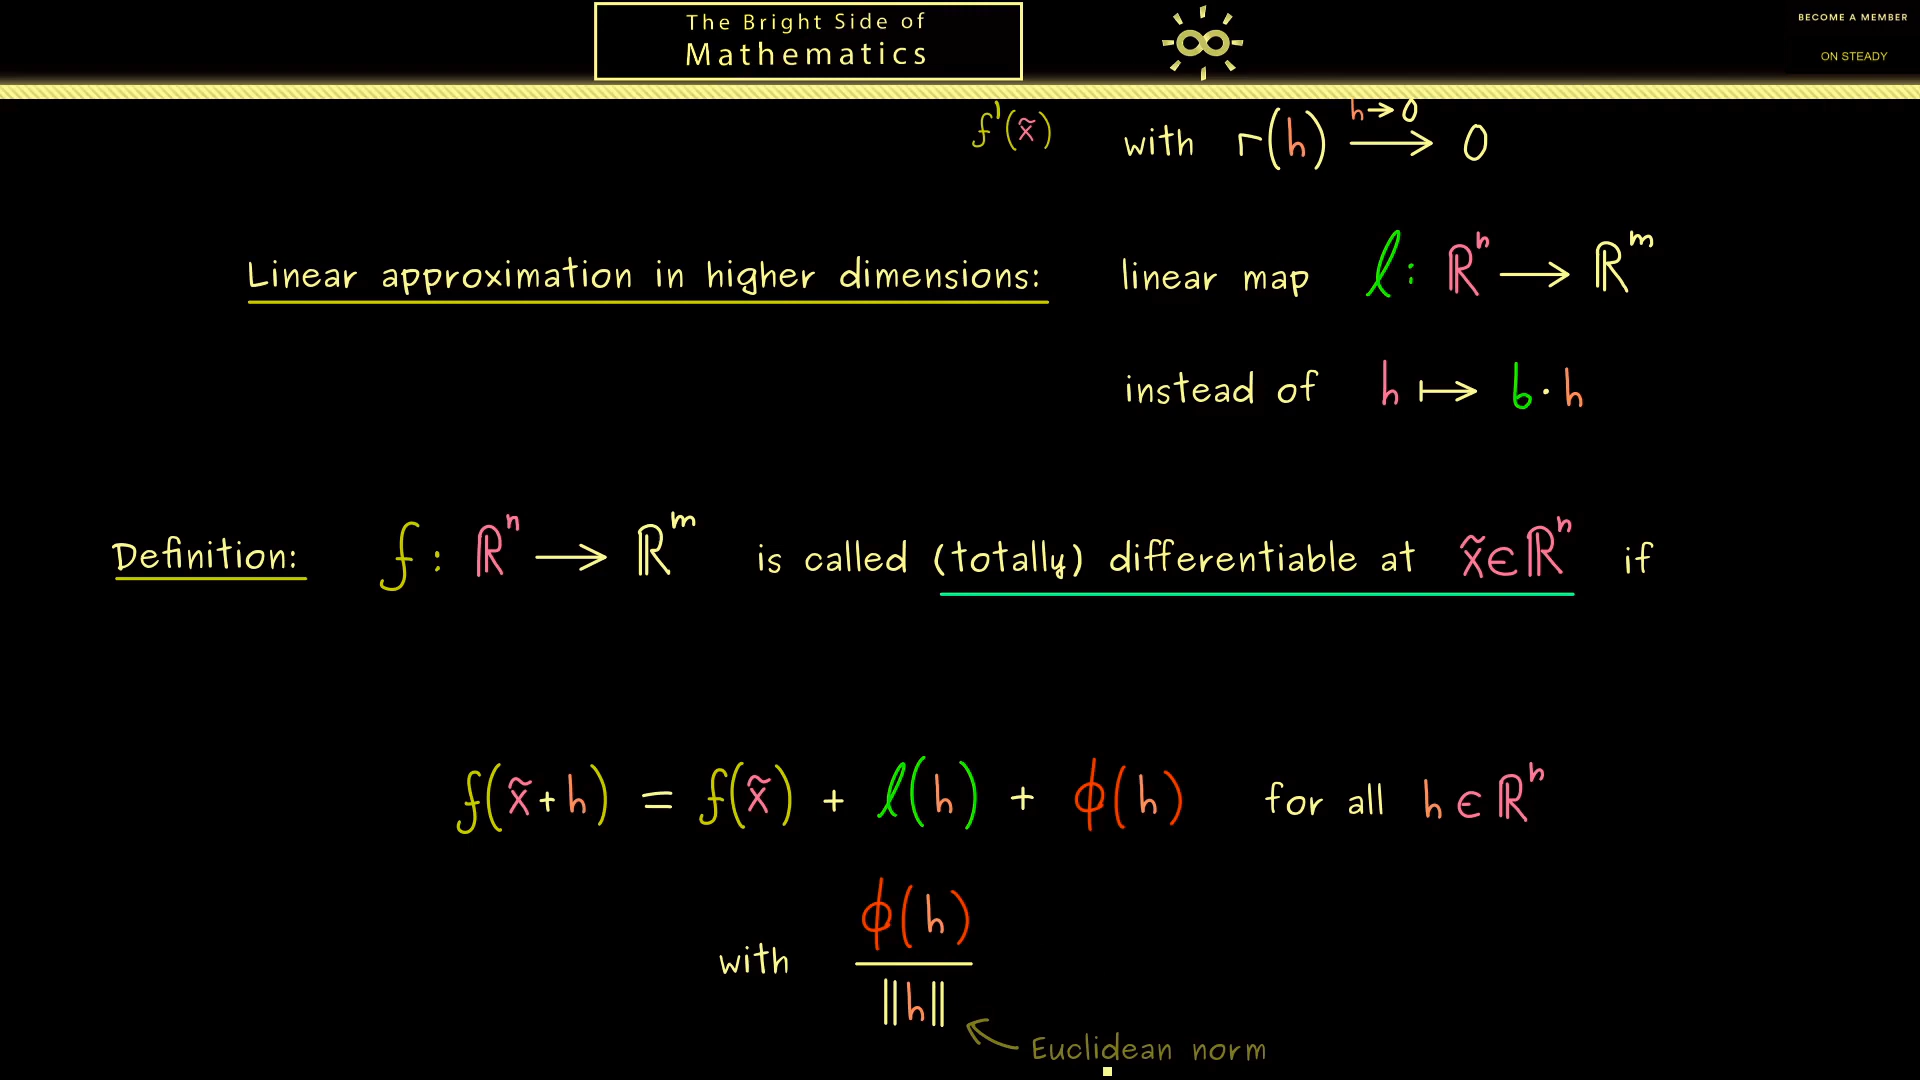 The Bright Side of
Mathematics
BECOME A MEMBER
ON STEADY
f'(x̃) with r(h) ⟶ 0 (h→0)
Linear approximation in higher dimensions: linear map ℓ: ℝⁿ ⟶ ℝᵐ
instead of h ⟼ b · h
Definition: f: ℝⁿ ⟶ ℝᵐ is called (totally) differentiable at x̃ ∈ ℝⁿ if
f(x̃ + h) = f(x̃) + ℓ(h) + ϕ(h) for all h ∈ ℝⁿ
with ϕ(h) / ‖h‖
Euclidean norm